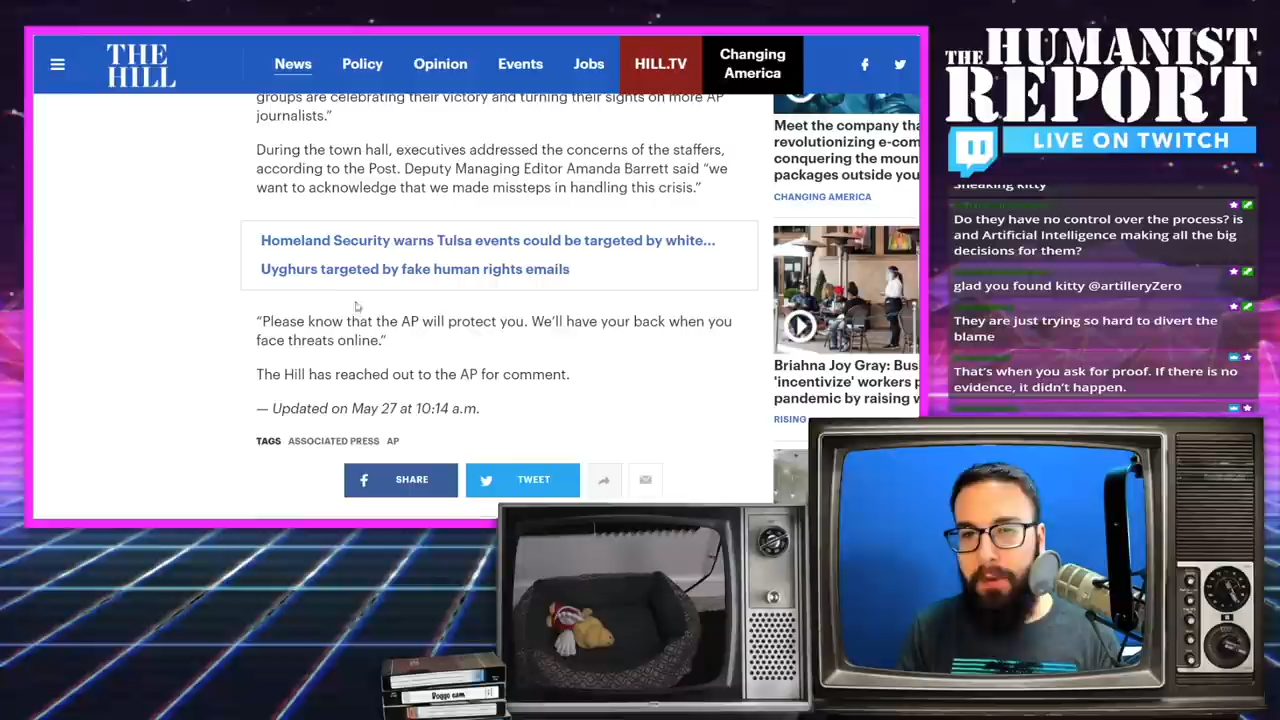 THE
HILL
News
Policy
Opinion
Events
Jobs
HILL.TV
Changing
America
groups are celebrating their victory and turning their sights on more AP
journalists.”
During the town hall, executives addressed the concerns of the staffers,
according to the Post. Deputy Managing Editor Amanda Barrett said “we
want to acknowledge that we made missteps in handling this crisis.”
Homeland Security warns Tulsa events could be targeted by white...
Uyghurs targeted by fake human rights emails
“Please know that the AP will protect you. We’ll have your back when you
face threats online.”
The Hill has reached out to the AP for comment.
— Updated on May 27 at 10:14 a.m.
TAGS ASSOCIATED PRESS AP
SHARE
TWEET
Meet the company tha
revolutionizing e-com
conquering the moun
packages outside you
CHANGING AMERICA
Briahna Joy Gray: Bus
'incentivize' workers p
pandemic by raising w
RISING
THE HUMANIST
REPORT
LIVE ON TWITCH
Sneaking kitty
Do they have no control over the process? is
and Artificial Intelligence making all the big
decisions for them?
glad you found kitty @artilleryZero
They are just trying so hard to divert the
blame
That's when you ask for proof. If there is no
evidence, it didn't happen.
Doggo cam